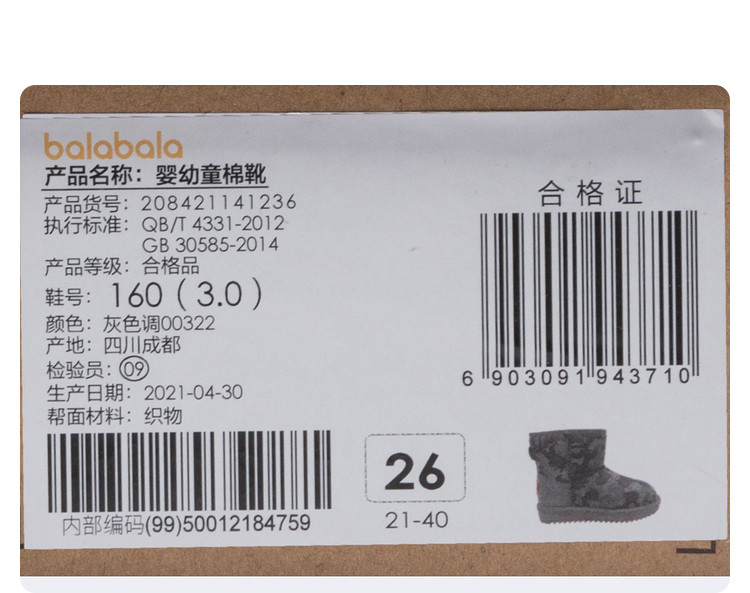 balabala
产品名称：婴幼童棉靴
产品货号：208421141236
执行标准：QB/T 4331-2012
GB 30585-2014
产品等级：合格品
鞋号：160（3.0）
颜色：灰色调00322
产地：四川成都
检验员：09
生产日期：2021-04-30
帮面材料：织物
内部编码(99)50012184759
26
21-40
合格证
6 903091 943710